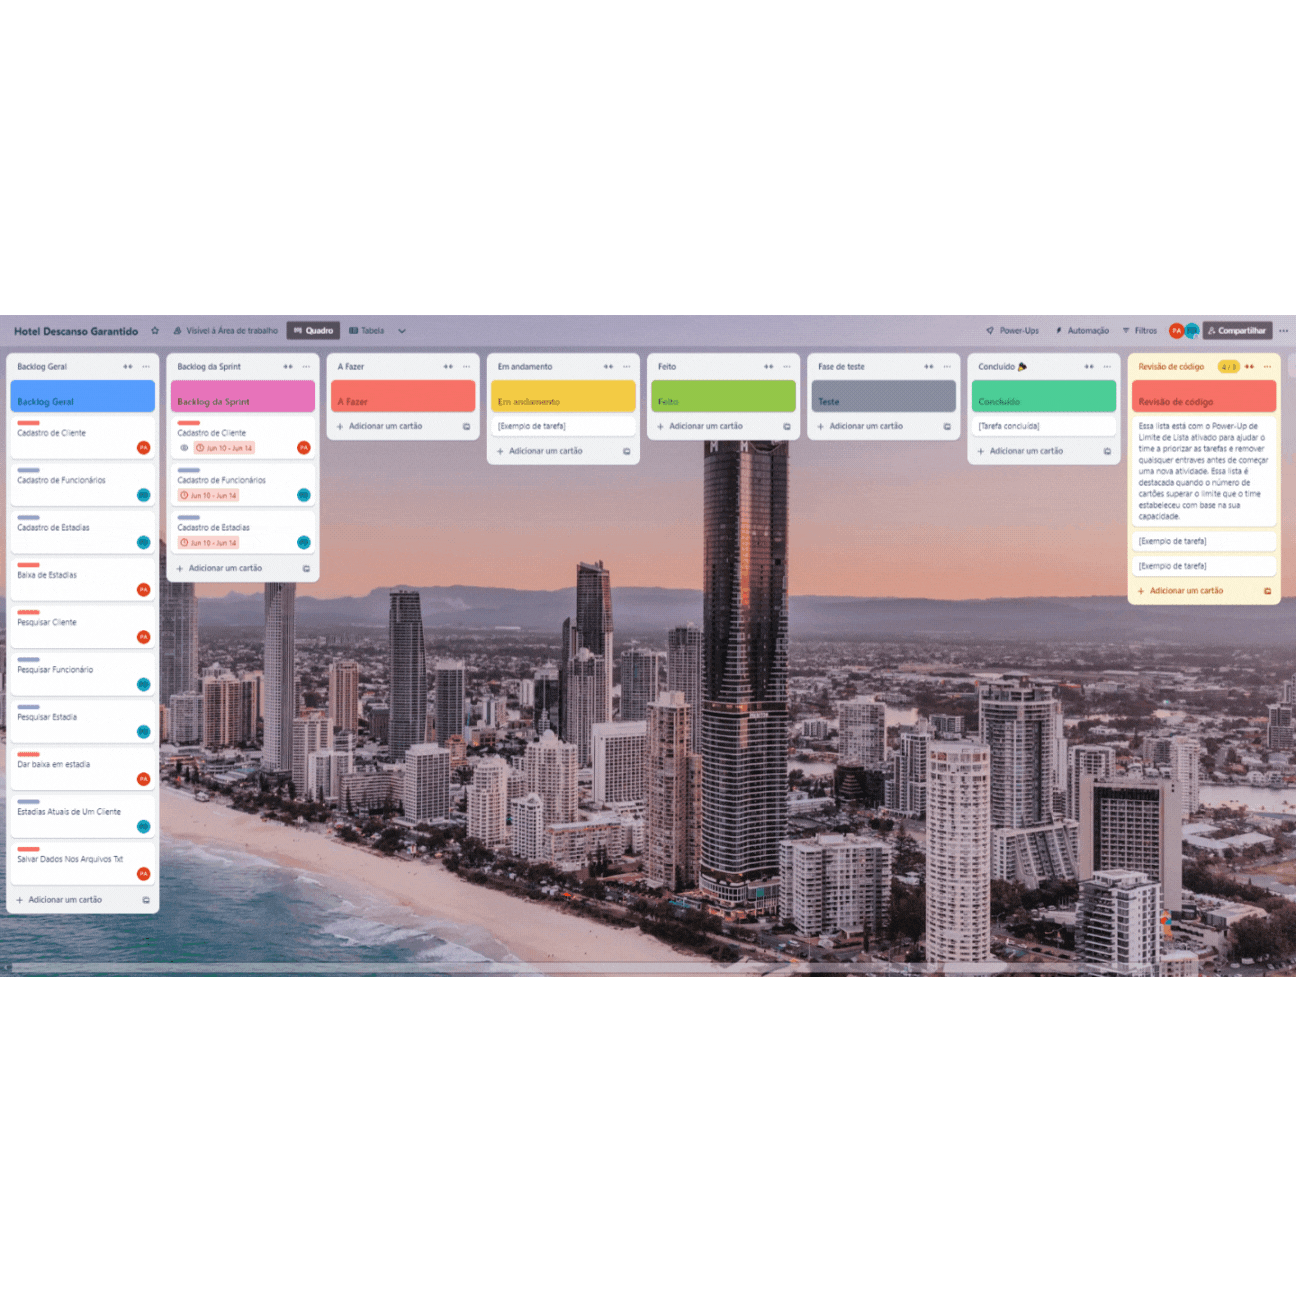 Hotel Descanso Garantido
Visível à Área de trabalho
Quadro
Tabela
Power-Ups
Automação
Filtros
PA
Compartilhar
Backlog Geral
Backlog Geral
Cadastro de Cliente
PA
Cadastro de Funcionários
Cadastro de Estadias
Baixa de Estadias
PA
Pesquisar Cliente
PA
Pesquisar Funcionário
Pesquisar Estadia
Dar baixa em estadia
PA
Estadias Atuais de Um Cliente
Salvar Dados Nos Arquivos Txt
PA
+ Adicionar um cartão
Backlog da Sprint
Backlog da Sprint
Cadastro de Cliente
Jun 10 - Jun 14
PA
Cadastro de Funcionários
Jun 10 - Jun 14
Cadastro de Estadias
Jun 10 - Jun 14
+ Adicionar um cartão
A Fazer
A Fazer
+ Adicionar um cartão
Em andamento
Em andamento
[Exemplo de tarefa]
+ Adicionar um cartão
Feito
Feito
+ Adicionar um cartão
Fase de teste
Teste
+ Adicionar um cartão
Concluído
Concluído
[Tarefa concluída]
+ Adicionar um cartão
Revisão de código
4 / 3
Revisão de código
Essa lista está com o Power-Up de
Limite de Lista ativado para ajudar o
time a priorizar as tarefas e remover
quaisquer entraves antes de começar
uma nova atividade. Essa lista é
destacada quando o número de
cartões superar o limite que o time
estabeleceu com base na sua
capacidade.
[Exemplo de tarefa]
[Exemplo de tarefa]
+ Adicionar um cartão